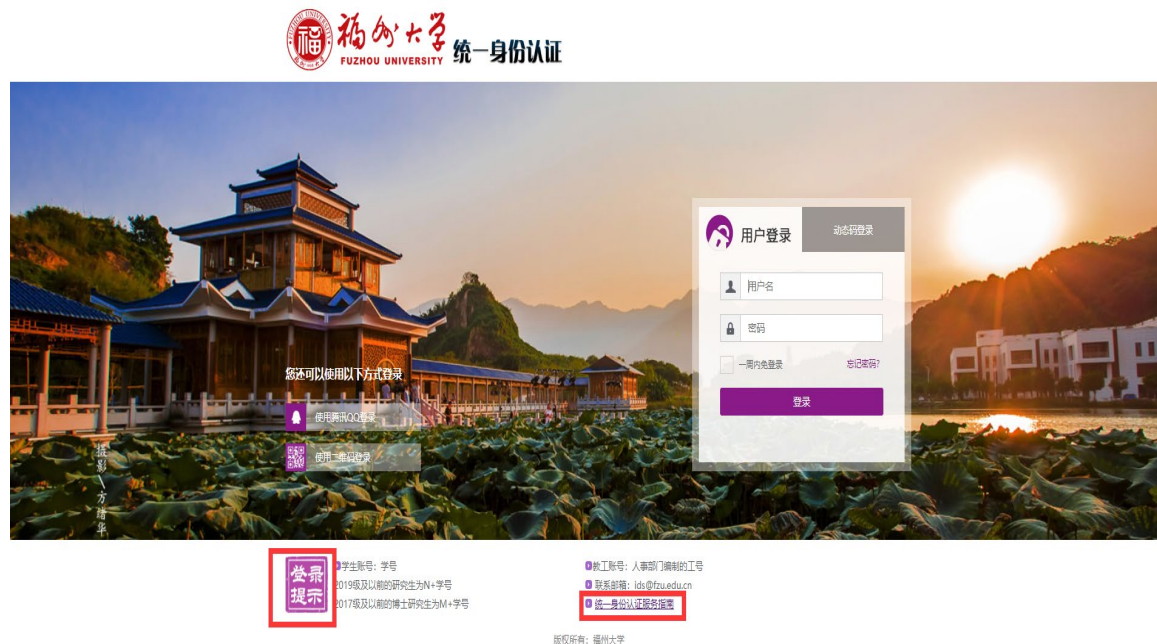 福州大学
FUZHOU UNIVERSITY
统一身份认证
用户登录
动态码登录
用户名
密码
一周内免登录
忘记密码?
登录
您还可以使用以下方式登录
使用腾讯QQ登录
使用二维码登录
摄影\方绪华
登录
提示
学生账号：学号
2019级及以前的研究生为N+学号
2017级及以前的博士研究生为M+学号
教工账号：人事部门编制的工号
联系邮箱：ids@fzu.edu.cn
统一身份认证服务指南
版权所有：福州大学